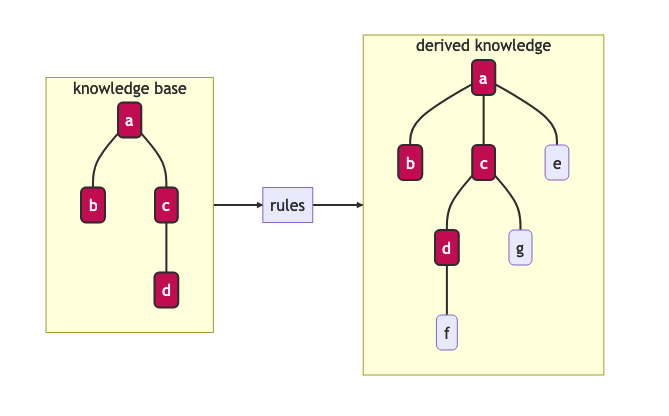 knowledge base
a
b
c
d
rules
derived knowledge
a
b
c
e
d
g
f